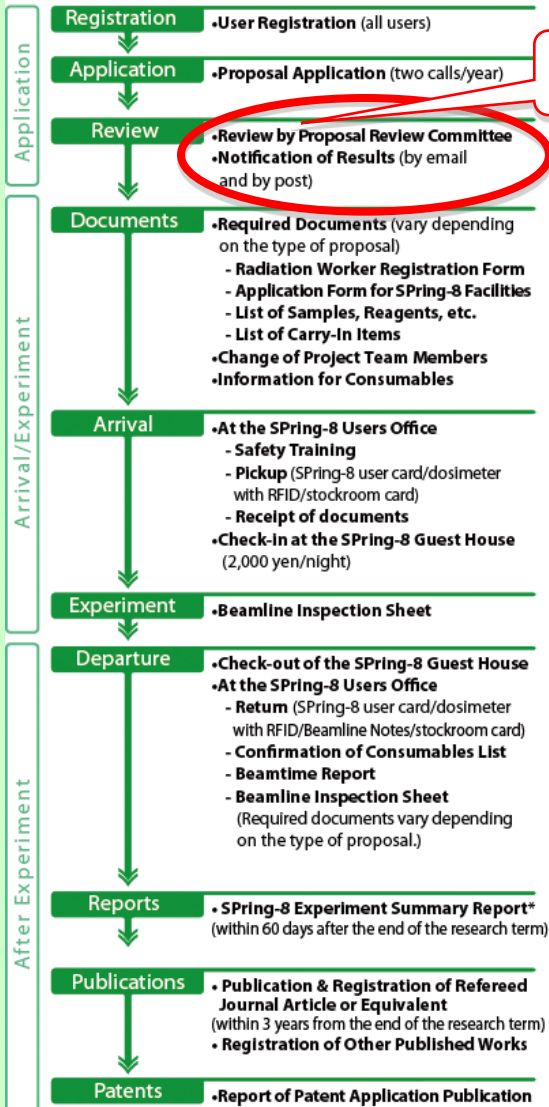 Application
Registration
•User Registration (all users)
Application
•Proposal Application (two calls/year)
Review
•Review by Proposal Review Committee
•Notification of Results (by email
and by post)
Arrival/Experiment
Documents
•Required Documents (vary depending
on the type of proposal)
- Radiation Worker Registration Form
- Application Form for SPring-8 Facilities
- List of Samples, Reagents, etc.
- List of Carry-In Items
•Change of Project Team Members
•Information for Consumables
Arrival
•At the SPring-8 Users Office
- Safety Training
- Pickup (SPring-8 user card/dosimeter
with RFID/stockroom card)
- Receipt of documents
•Check-in at the SPring-8 Guest House
(2,000 yen/night)
Experiment
•Beamline Inspection Sheet
After Experiment
Departure
•Check-out of the SPring-8 Guest House
•At the SPring-8 Users Office
- Return (SPring-8 user card/dosimeter
with RFID/Beamline Notes/stockroom card)
- Confirmation of Consumables List
- Beamtime Report
- Beamline Inspection Sheet
(Required documents vary depending
on the type of proposal.)
Reports
• SPring-8 Experiment Summary Report*
(within 60 days after the end of the research term)
Publications
• Publication & Registration of Refereed
Journal Article or Equivalent
(within 3 years from the end of the research term)
• Registration of Other Published Works
Patents
•Report of Patent Application Publication